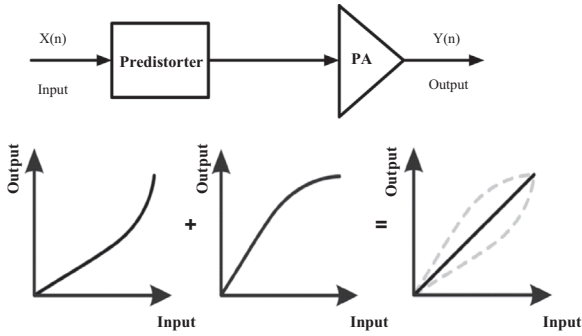 X(n)
Y(n)
Predistorter
PA
Input
Output
Output
Output
Output
+
=
Input
Input
Input